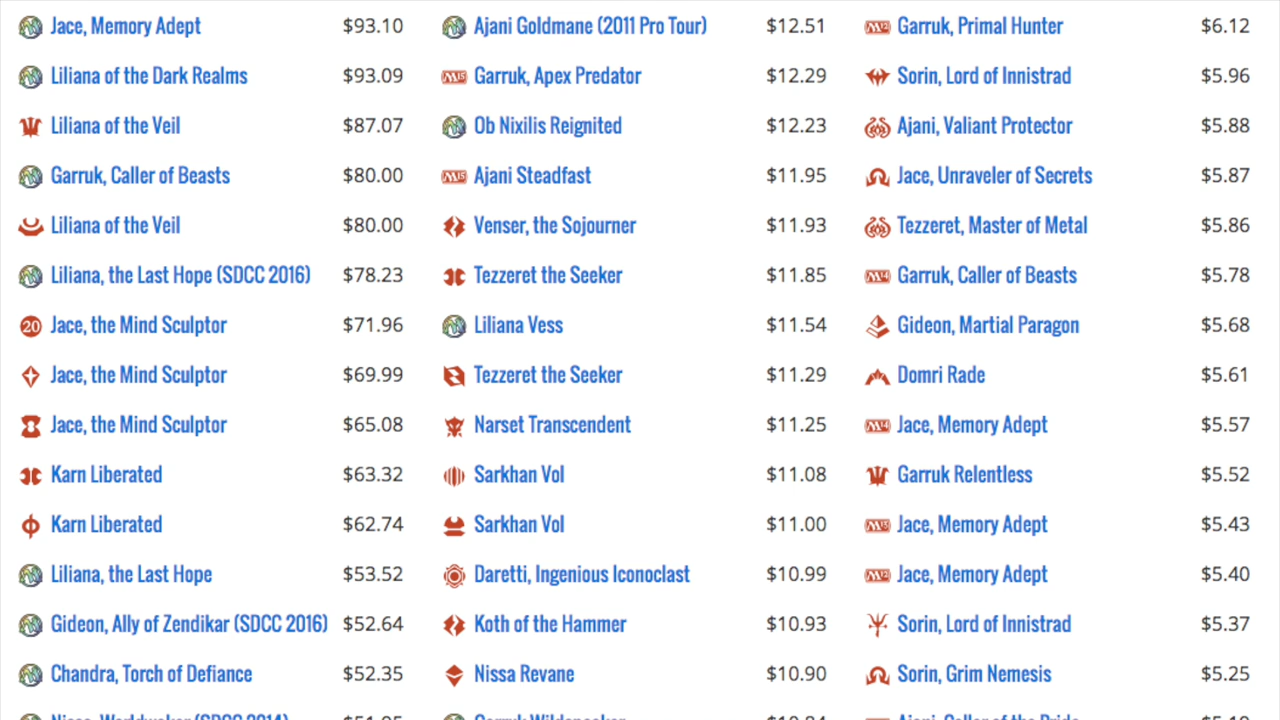 Jace, Memory Adept $93.10 Ajani Goldmane (2011 Pro Tour) $12.51 Garruk, Primal Hunter $6.12
Liliana of the Dark Realms $93.09 Garruk, Apex Predator $12.29 Sorin, Lord of Innistrad $5.96
Liliana of the Veil $87.07 Ob Nixilis Reignited $12.23 Ajani, Valiant Protector $5.88
Garruk, Caller of Beasts $80.00 Ajani Steadfast $11.95 Jace, Unraveler of Secrets $5.87
Liliana of the Veil $80.00 Venser, the Sojourner $11.93 Tezzeret, Master of Metal $5.86
Liliana, the Last Hope (SDCC 2016) $78.23 Tezzeret the Seeker $11.85 Garruk, Caller of Beasts $5.78
20 Jace, the Mind Sculptor $71.96 Liliana Vess $11.54 Gideon, Martial Paragon $5.68
Jace, the Mind Sculptor $69.99 Tezzeret the Seeker $11.29 Domri Rade $5.61
Jace, the Mind Sculptor $65.08 Narset Transcendent $11.25 Jace, Memory Adept $5.57
Karn Liberated $63.32 Sarkhan Vol $11.08 Garruk Relentless $5.52
Karn Liberated $62.74 Sarkhan Vol $11.00 Jace, Memory Adept $5.43
Liliana, the Last Hope $53.52 Daretti, Ingenious Iconoclast $10.99 Jace, Memory Adept $5.40
Gideon, Ally of Zendikar (SDCC 2016) $52.64 Koth of the Hammer $10.93 Sorin, Lord of Innistrad $5.37
Chandra, Torch of Defiance $52.35 Nissa Revane $10.90 Sorin, Grim Nemesis $5.25